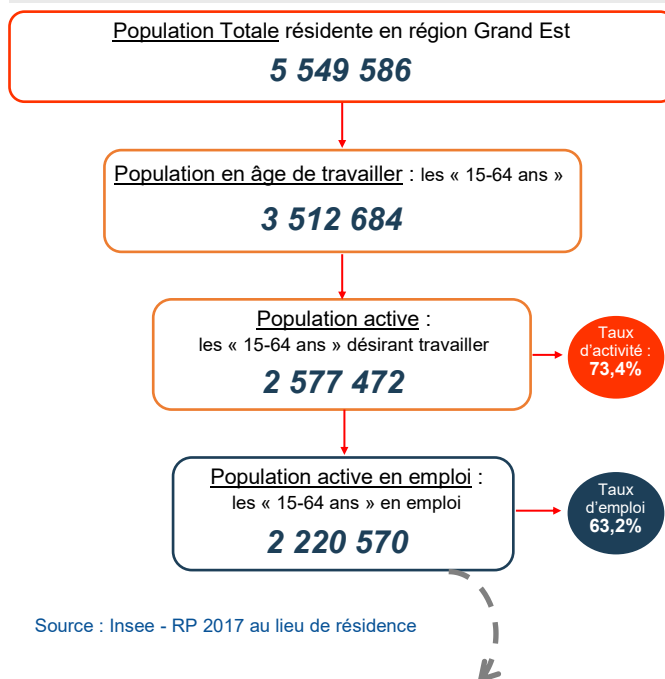 Population Totale résidente en région Grand Est
5 549 586
Population en âge de travailler : les « 15-64 ans »
3 512 684
Population active :
les « 15-64 ans » désirant travailler
2 577 472
Taux
d'activité :
73,4%
Population active en emploi :
les « 15-64 ans » en emploi
2 220 570
Taux
d'emploi
63,2%
Source : Insee - RP 2017 au lieu de résidence